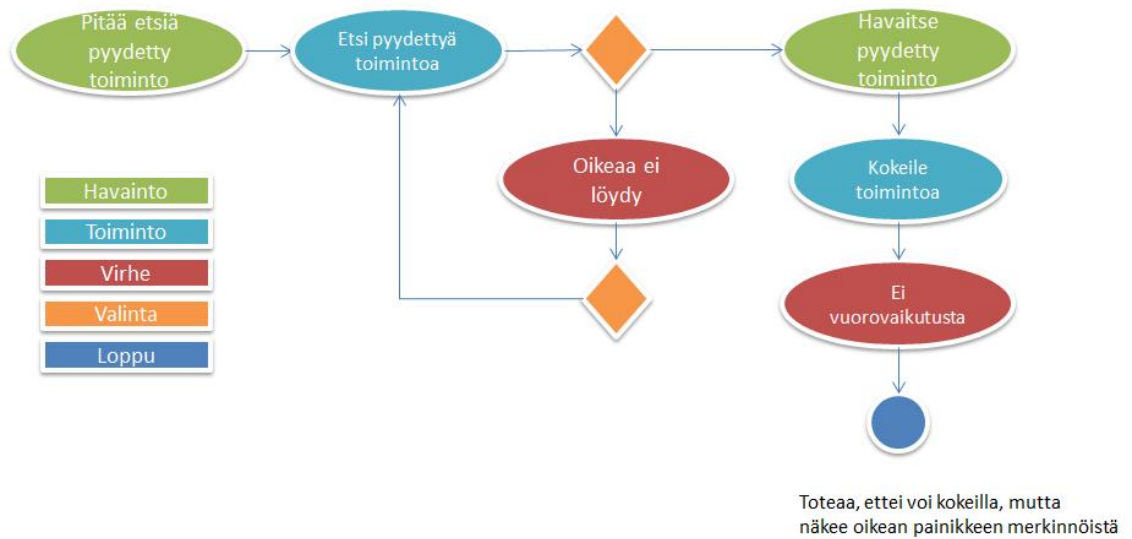 Pitää etsiä
pyydetty
toiminto
Etsi pyydettyä
toimintoa
Havaitse
pyydetty
toiminto
Oikeaa ei
löydy
Kokeile
toimintoa
Ei
vuorovaikutusta
Havainto
Toiminto
Virhe
Valinta
Loppu
Toteaa, ettei voi kokeilla, mutta
näkee oikean painikkeen merkinnöistä